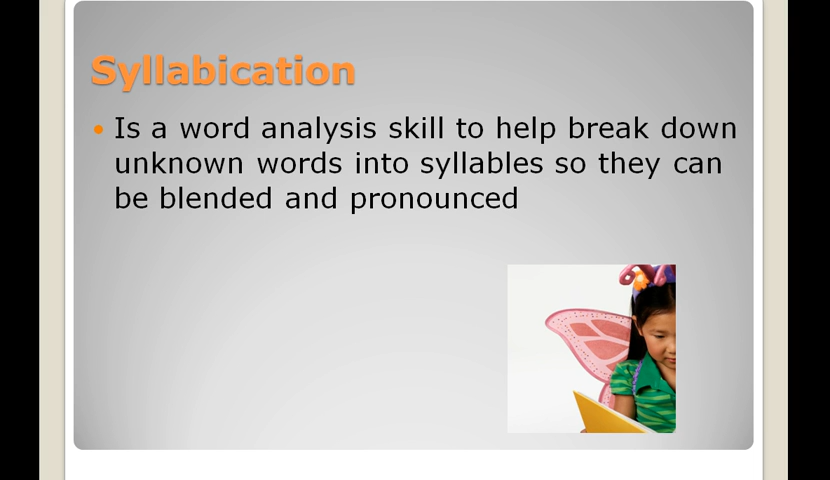 Syllabication
Is a word analysis skill to help break down
unknown words into syllables so they can
be blended and pronounced